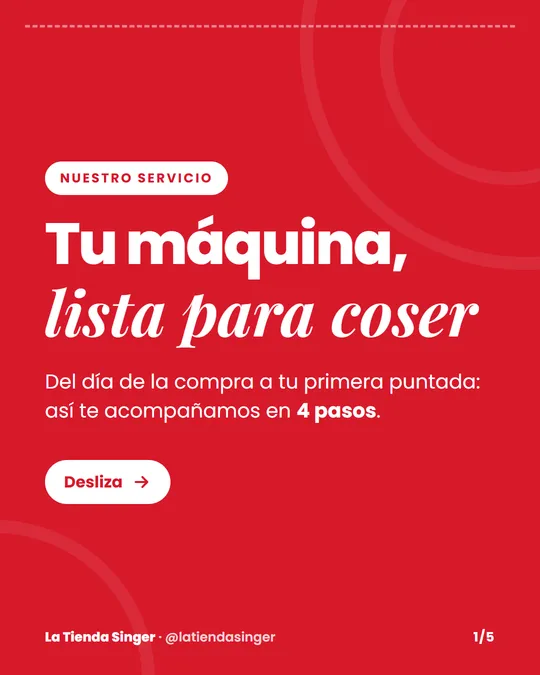 NUESTRO SERVICIO
Tu máquina,
lista para coser
Del día de la compra a tu primera puntada:
así te acompañamos en 4 pasos.
Desliza →
La Tienda Singer · @latiendasinger
1/5